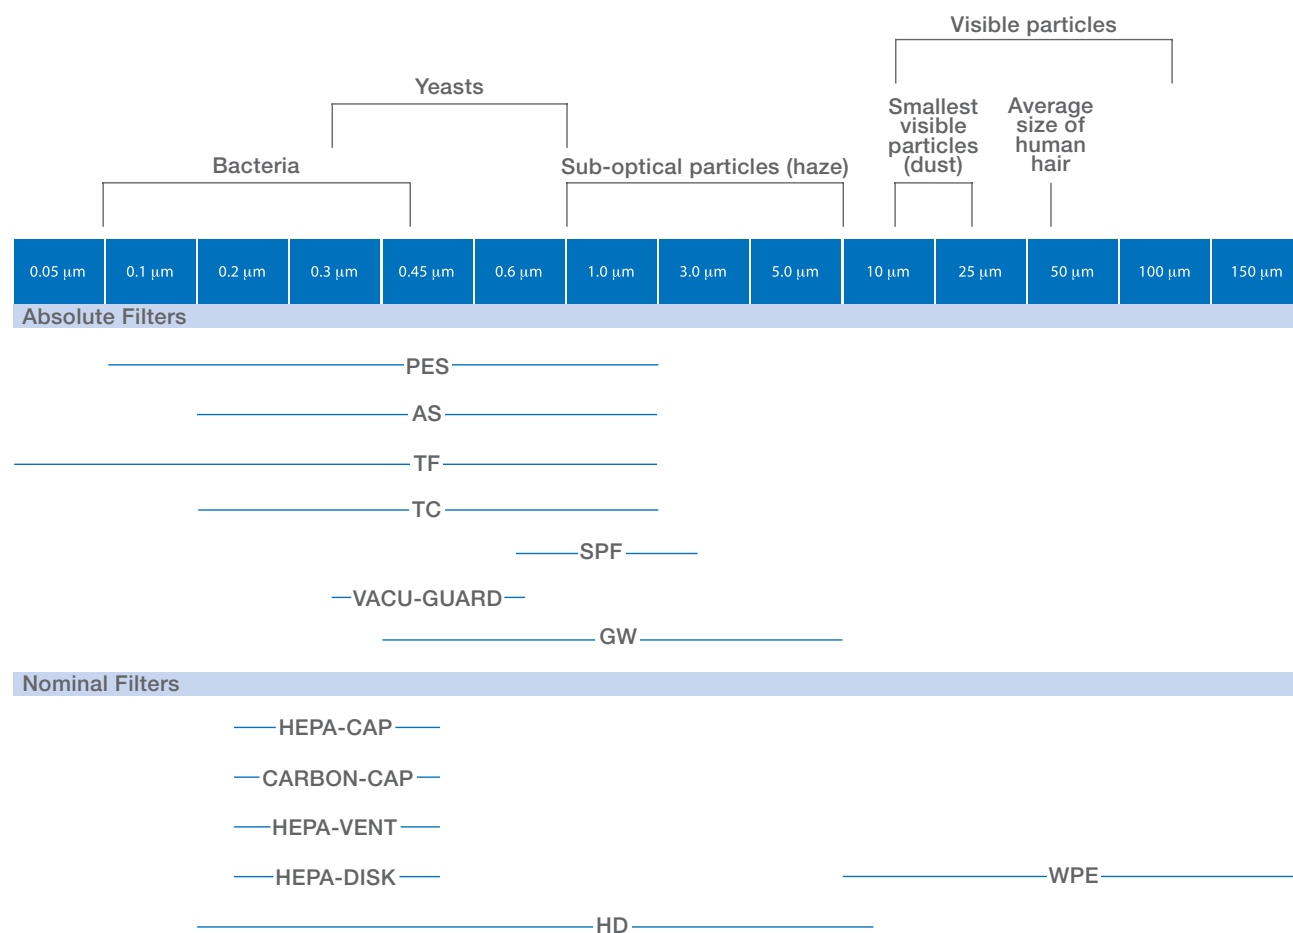 Visible particles
Yeasts
Smallest
visible
particles
(dust)
Average
size of
human
hair
Bacteria
Sub-optical particles (haze)
0.05 μm 0.1 μm 0.2 μm 0.3 μm 0.45 μm 0.6 μm 1.0 μm 3.0 μm 5.0 μm 10 μm 25 μm 50 μm 100 μm 150 μm
Absolute Filters
PES
AS
TF
TC
SPF
VACU-GUARD
GW
Nominal Filters
HEPA-CAP
CARBON-CAP
HEPA-VENT
HEPA-DISK WPE
HD